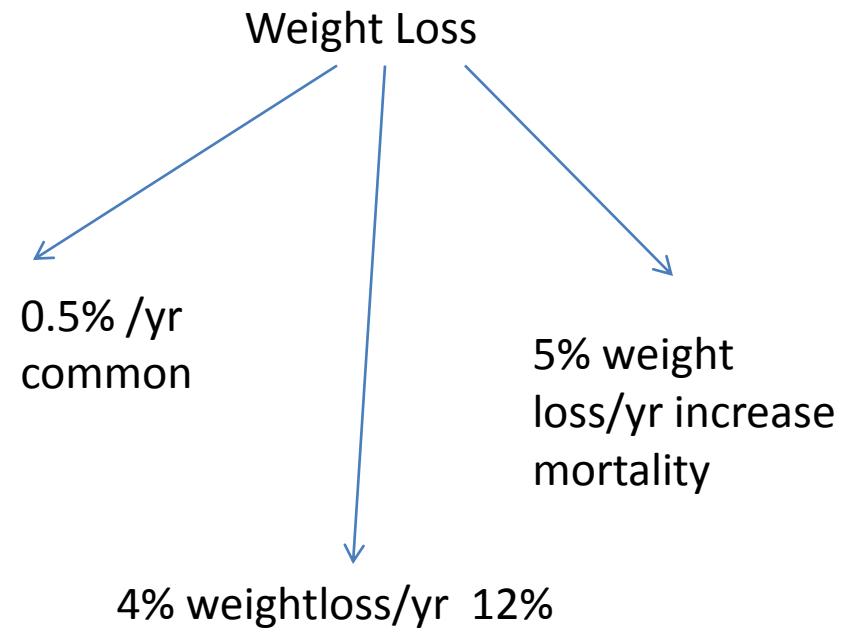 Weight Loss
0.5% /yr
common
5% weight
loss/yr increase
mortality
4% weightloss/yr 12%